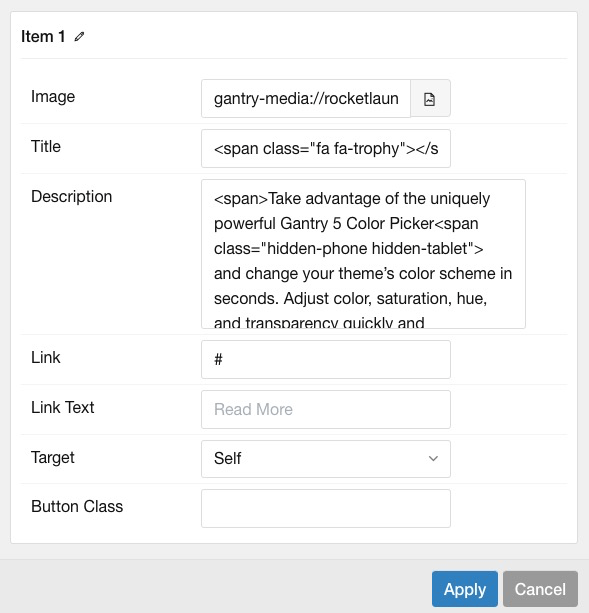 Item 1
Image
gantry-media://rocketlaun
Title
<span class="fa fa-trophy"></s
Description
<span>Take advantage of the uniquely
powerful Gantry 5 Color Picker<span
class="hidden-phone hidden-tablet">
and change your theme’s color scheme in
seconds. Adjust color, saturation, hue,
and transparency quickly and
Link
#
Link Text
Read More
Target
Self
Button Class
Apply
Cancel